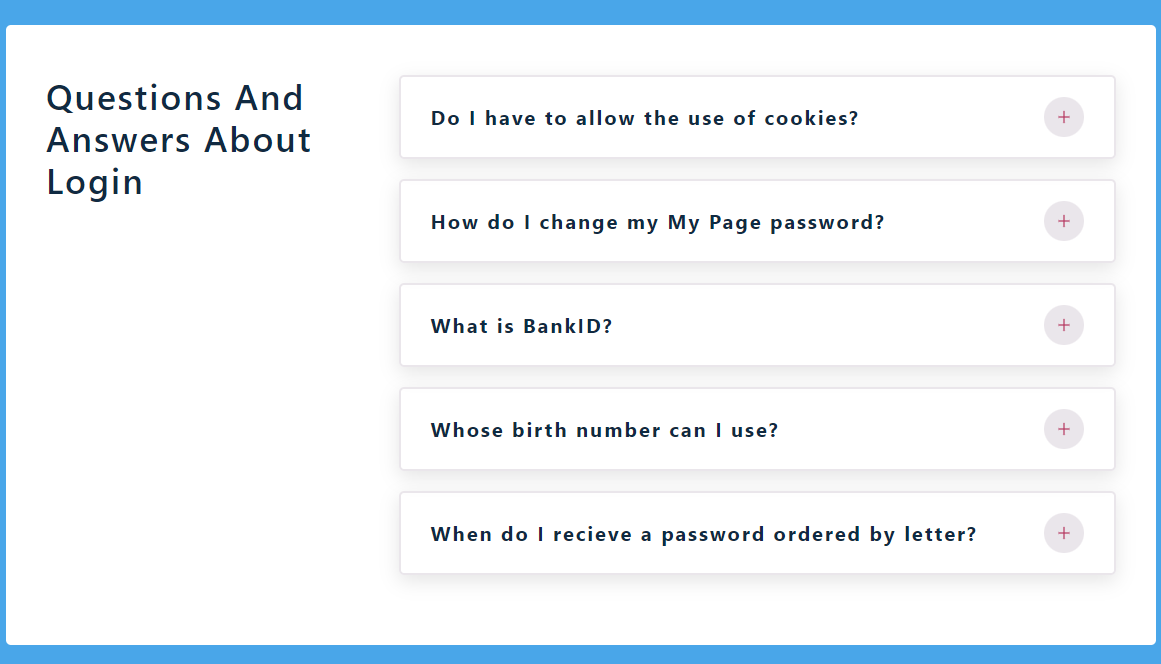 Questions And
Answers About
Login
Do I have to allow the use of cookies?
How do I change my My Page password?
What is BankID?
Whose birth number can I use?
When do I recieve a password ordered by letter?